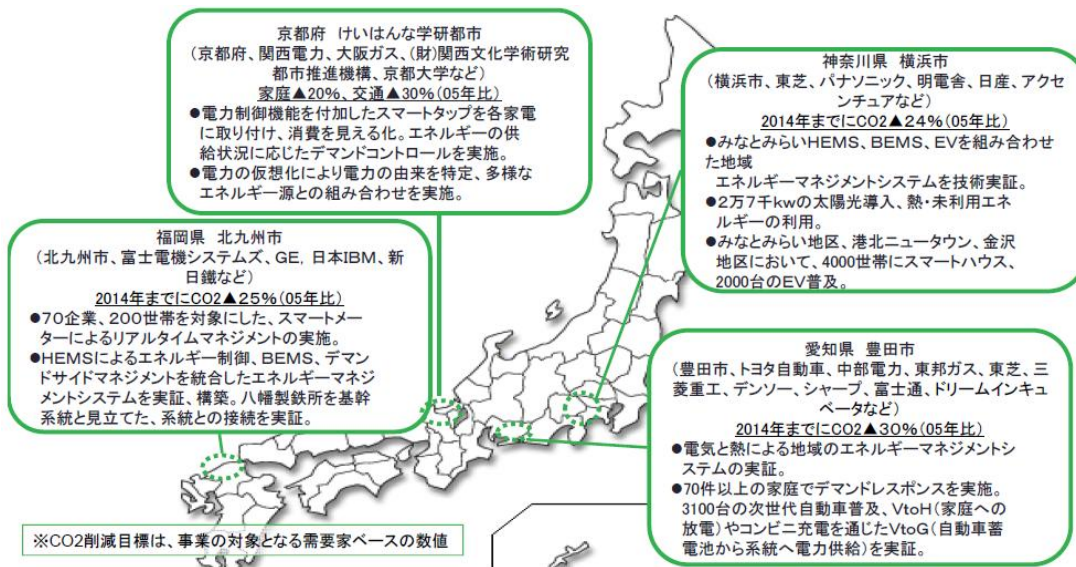 京都府 けいはんな学研都市
(京都府、関西電力、大阪ガス、(財)関西文化学術研究
都市推進機構、京都大学など)
家庭▲20%、交通▲30%(05年比)
●電力制御機能を付加したスマートタップを各家電
に取り付け、消費を見える化。エネルギーの供
給状況に応じたデマンドコントロールを実施。
●電力の仮想化により電力の由来を特定、多様な
エネルギー源との組み合わせを実施。
神奈川県 横浜市
(横浜市、東芝、パナソニック、明電舎、日産、アクセ
ンチュアなど)
2014年までにCO2▲24%(05年比)
●みなとみらいHEMS、BEMS、EVを組み合わせ
た地域
エネルギーマネジメントシステムを技術実証。
●2万7千kwの太陽光導入、熱・未利用エネ
ルギーの利用。
●みなとみらい地区、港北ニュータウン、金沢
地区において、4000世帯にスマートハウス、
2000台のEV普及。
福岡県 北九州市
(北九州市、富士電機システムズ、GE, 日本IBM、新
日鐵など)
2014年までにCO2▲25%(05年比)
●70企業、200世帯を対象にした、スマートメー
ターによるリアルタイムマネジメントの実施。
●HEMSによるエネルギー制御、BEMS、デマン
ドサイドマネジメントを統合したエネルギーマネジ
メントシステムを実証、構築。八幡製鉄所を基幹
系統と見立てた、系統との接続を実証。
愛知県 豊田市
(豊田市、トヨタ自動車、中部電力、東邦ガス、東芝、三
菱重工、デンソー、シャープ、富士通、ドリームインキュ
ベータなど)
2014年までにCO2▲30%(05年比)
●電気と熱による地域のエネルギーマネジメントシ
ステムの実証。
●70件以上の家庭でデマンドレスポンスを実施。
3100台の次世代自動車普及、VtoH(家庭への
放電)やコンビニ充電を通じたVtoG(自動車蓄
電池から系統へ電力供給)を実証。
※CO2削減目標は、事業の対象となる需要家ベースの数値